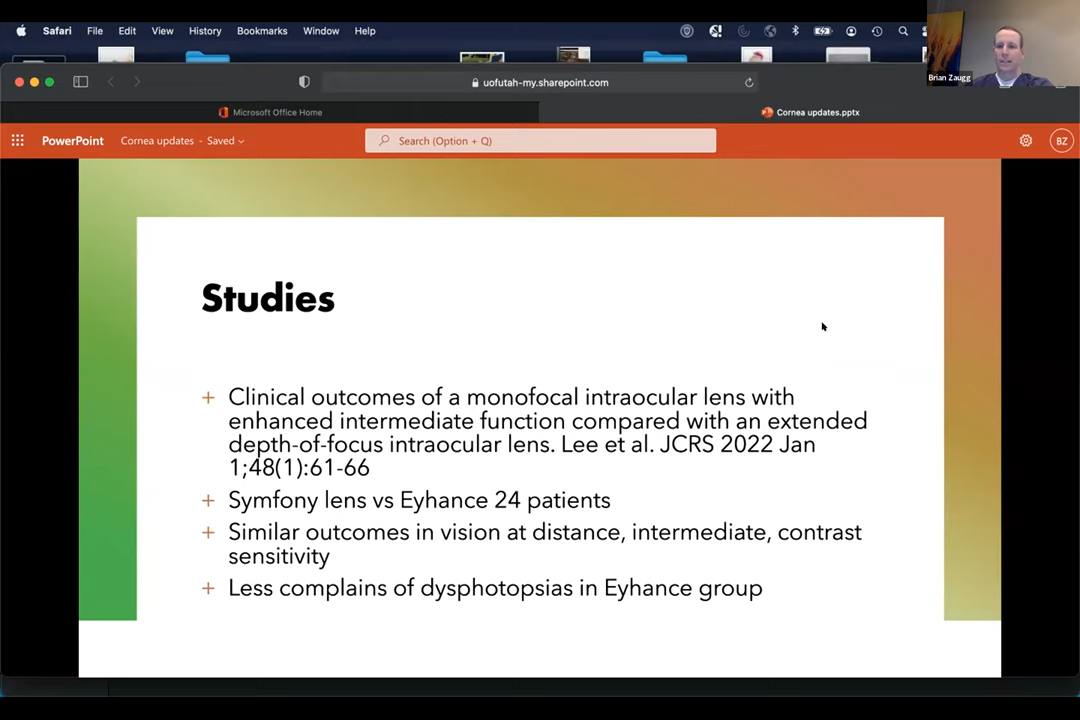 Safari File Edit View History Bookmarks Window Help
Brian Zaugg
uofutah-my.sharepoint.com
Microsoft Office Home
Cornea updates.pptx
PowerPoint Cornea updates - Saved
Search (Option + Q)
BZ
Studies
+ Clinical outcomes of a monofocal intraocular lens with
enhanced intermediate function compared with an extended
depth-of-focus intraocular lens. Lee et al. JCRS 2022 Jan
1;48(1):61-66
+ Symfony lens vs Eyhance 24 patients
+ Similar outcomes in vision at distance, intermediate, contrast
sensitivity
+ Less complains of dysphotopsias in Eyhance group